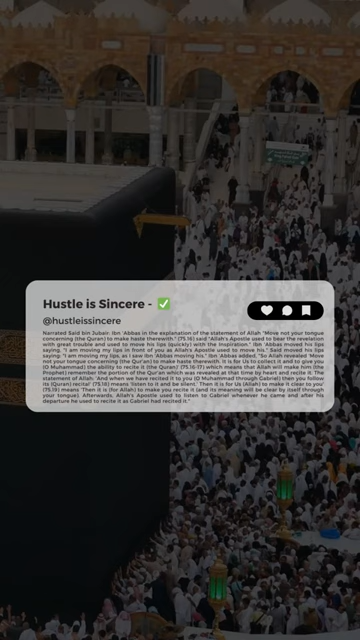 Hustle is Sincere - ✅
@hustleissincere
Narrated Said bin Jubair: Ibn 'Abbas in the explanation of the statement of Allah "Move not your tongue
concerning (the Quran) to make haste therewith." (75.16) said "Allah's Apostle used to bear the revelation
with great trouble and used to move his lips (quickly) with the Inspiration." Ibn 'Abbas moved his lips
saying, "I am moving my lips in front of you as Allah's Apostle used to move his." Said moved his lips
saying: "I am moving my lips, as I saw Ibn 'Abbas moving his." Ibn 'Abbas added, "So Allah revealed 'Move
not your tongue concerning (the Qur'an) to make haste therewith. It is for Us to collect it and to give you
(O Muhammad) the ability to recite it (the Quran)' (75.16-17) which means that Allah will make him (the
Prophet) remember the portion of the Qur'an which was revealed at that time by heart and recite it. The
statement of Allah: 'And when we have recited it to you (O Muhammad through Gabriel) then you follow
its (Quran) recital' (75.18) means 'listen to it and be silent.' Then it is for Us (Allah) to make it clear to you'
(75.19) means 'Then it is (for Allah) to make you recite it (and its meaning will be clear by itself through
your tongue). Afterwards, Allah's Apostle used to listen to Gabriel whenever he came and after his
departure he used to recite it as Gabriel had recited it."